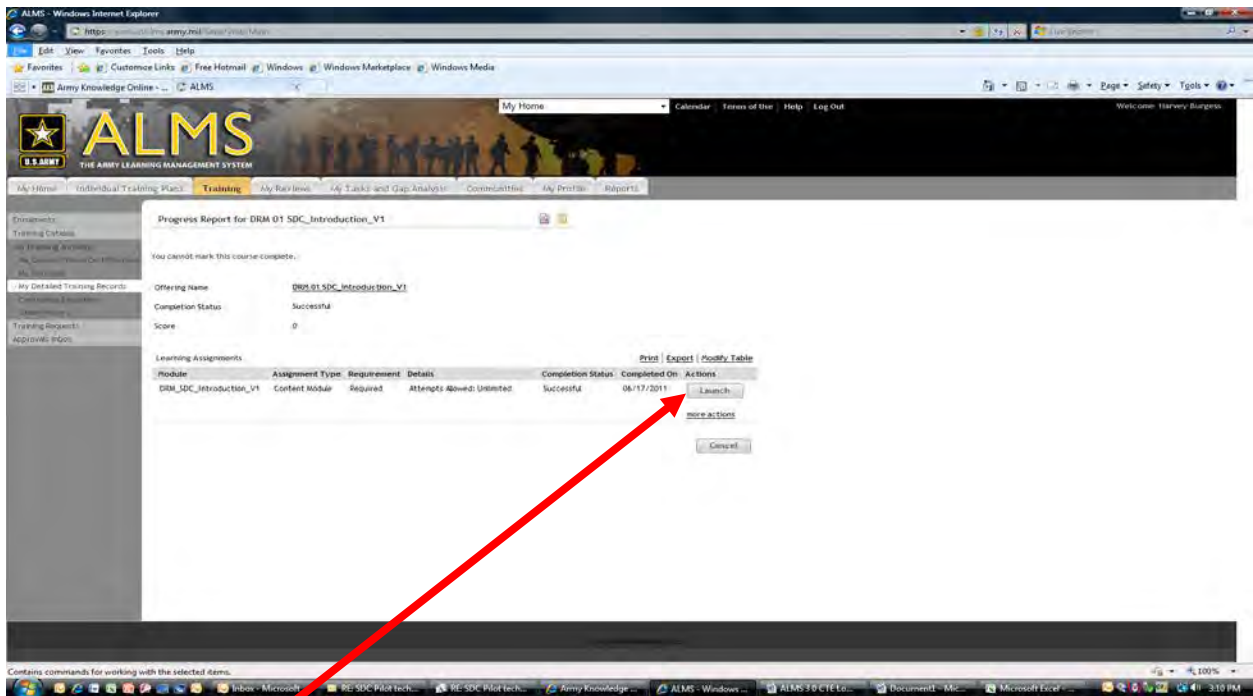 ALMS - Windows Internet Explorer
https army.mil
Edit View Favorites Tools Help
Favorites Free Hotmail Windows Windows Marketplace Windows Media
Army Knowledge Online - ... ALMS Page Safety Tools
My Home Calendar Terms of Use Help Log Out Welcome Harvey Burgess
ALMS
U.S.ARMY THE ARMY LEARNING MANAGEMENT SYSTEM
My Home Individual Training Plans Training My Reviews My Tasks and Gap Analysis Communities My Profile Reports
Training Catalog
My Detailed Training Records
Training Requests
Approvals Inbox
Progress Report for DRM 01 SDC_Introduction_V1
You cannot mark this course complete.
Offering Name DRM 01 SDC_Introduction_V1
Completion Status Successful
Score 0
Learning Assignments Print Export Modify Table
Module Assignment Type Requirement Details Completion Status Completed On Actions
DRM_SDC_Introduction_V1 Content Module Required Attempts Allowed: Unlimited Successful 06/17/2011 Launch
more actions
Cancel
Contains commands for working with the selected items. 100%
Inbox - Microsoft ... RE: SDC Pilot tech... RE: SDC Pilot tech... Army Knowledge ... ALMS - Windows ... ALMS 3.0 CTE Le... Document1 - Mic... Microsoft Excel - ... 3:10 PM